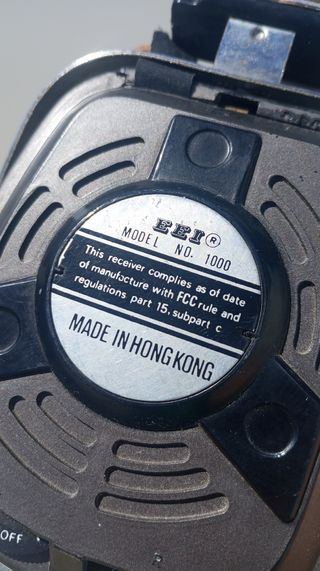 EEI ®
MODEL NO. 1000
This receiver complies as of date
of manufacture with FCC rule and
regulations part 15, subpart c
MADE IN HONG KONG
OFF